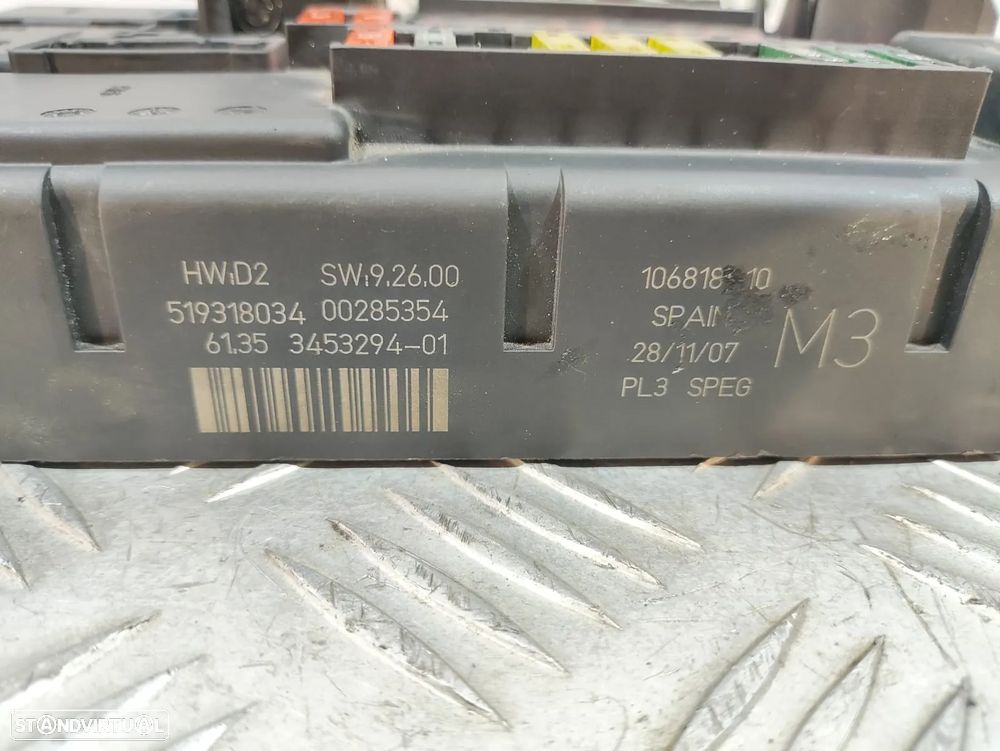 HW:D2 SW:9.26.00
519318034 00285354
61.35 3453294-01
SPAIN
28/11/07
M3
PL3 SPEG
STANDVIRTUAL